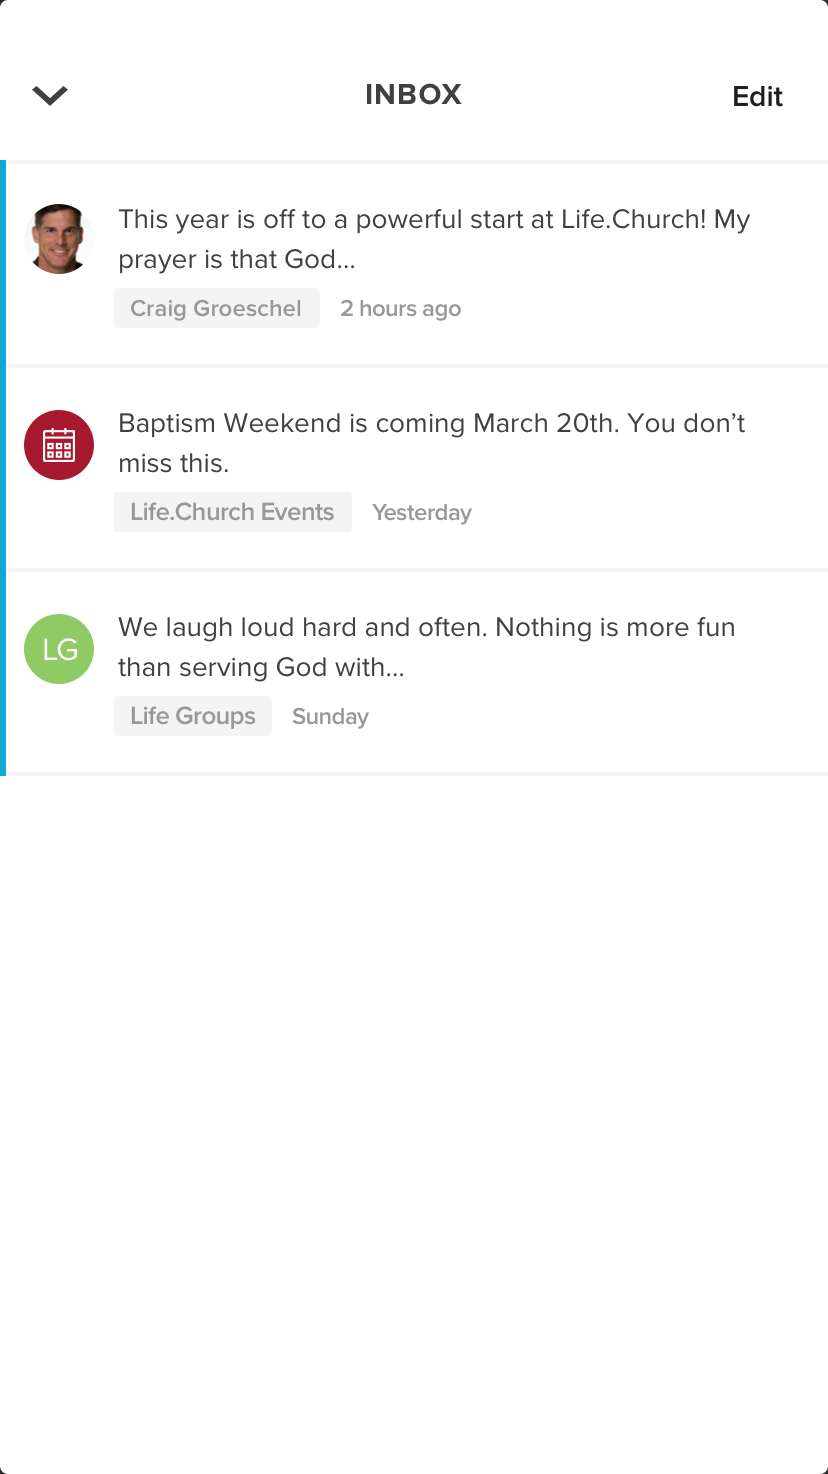 INBOX
Edit
This year is off to a powerful start at Life.Church! My
prayer is that God...
Craig Groeschel 2 hours ago
Baptism Weekend is coming March 20th. You don’t
miss this.
Life.Church Events Yesterday
LG
We laugh loud hard and often. Nothing is more fun
than serving God with...
Life Groups Sunday